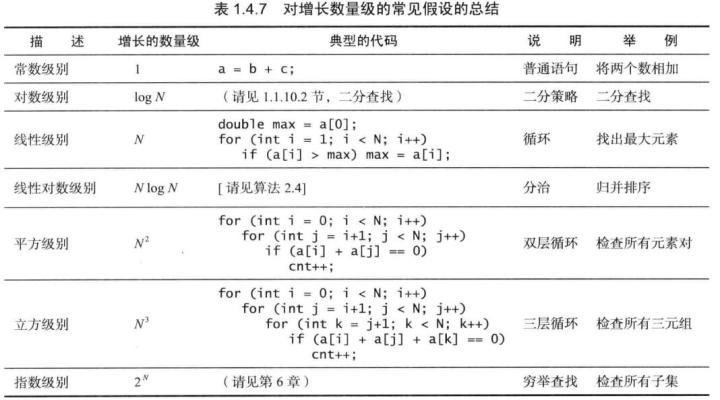 表 1.4.7 对增长数量级的常见假设的总结
描 述 增长的数量级 典型的代码 说 明 举 例
常数级别 1 a = b + c; 普通语句 将两个数相加
对数级别 log N （请见 1.1.10.2 节，二分查找） 二分策略 二分查找
double max = a[0];
线性级别 N for (int i = 1; i < N; i++) 循环 找出最大元素
if (a[i] > max) max = a[i];
线性对数级别 N log N [ 请见算法 2.4] 分治 归并排序
for (int i = 0; i < N; i++)
for (int j = i+1; j < N; j++)
平方级别 N² if (a[i] + a[j] == 0) 双层循环 检查所有元素对
cnt++;
for (int i = 0; i < N; i++)
for (int j = i+1; j < N; j++)
立方级别 N³ for (int k = j+1; k < N; k++) 三层循环 检查所有三元组
if (a[i] + a[j] + a[k] == 0)
cnt++;
指数级别 2ᴺ （请见第 6 章） 穷举查找 检查所有子集